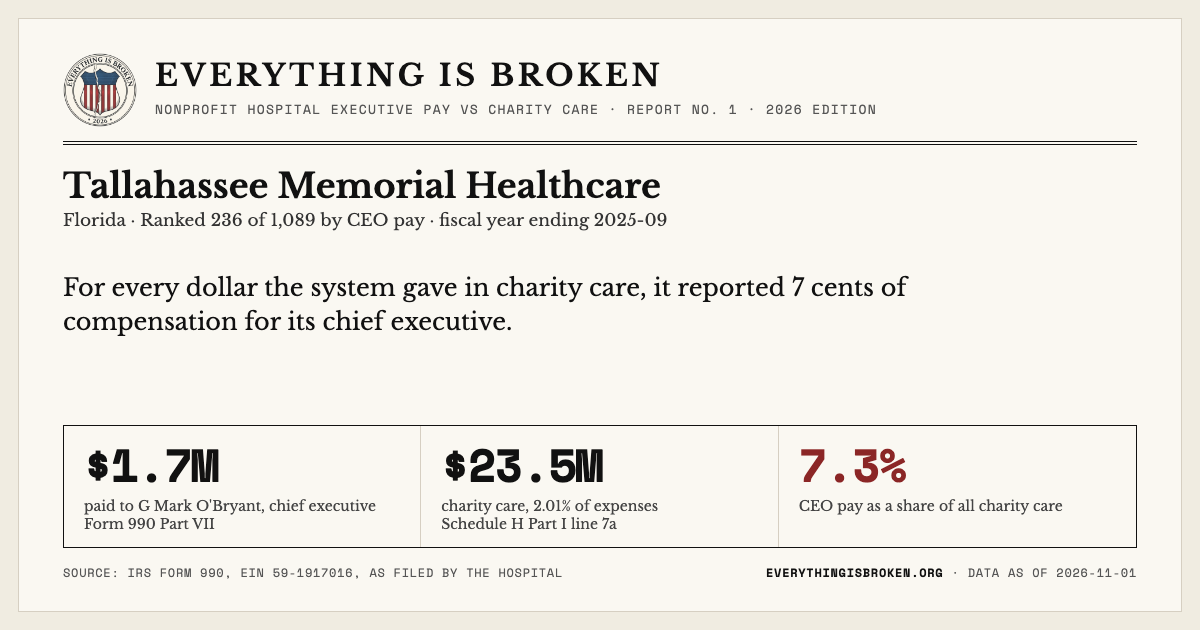 EVERYTHING IS BROKEN
2026
EVERYTHING IS BROKEN
NONPROFIT HOSPITAL EXECUTIVE PAY VS CHARITY CARE · REPORT NO. 1 · 2026 EDITION
Tallahassee Memorial Healthcare
Florida · Ranked 236 of 1,089 by CEO pay · fiscal year ending 2025-09
For every dollar the system gave in charity care, it reported 7 cents of
compensation for its chief executive.
$1.7M
paid to G Mark O'Bryant, chief executive
Form 990 Part VII
$23.5M
charity care, 2.01% of expenses
Schedule H Part I line 7a
7.3%
CEO pay as a share of all charity care
SOURCE: IRS FORM 990, EIN 59-1917016, AS FILED BY THE HOSPITAL
EVERYTHINGISBROKEN.ORG · DATA AS OF 2026-11-01